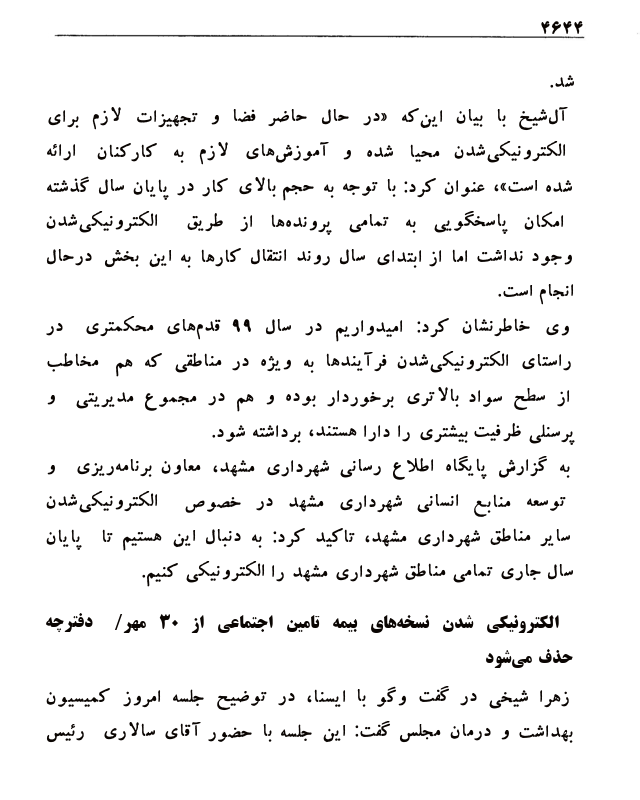 ۴۶۴۴
شد.
آل‌شیخ با بیان این‌که «در حال حاضر فضا و تجهیزات لازم برای
الکترونیکی‌شدن محیا شده و آموزش‌های لازم به کارکنان ارائه
شده است»، عنوان کرد: با توجه به حجم بالای کار در پایان سال گذشته
امکان پاسخگویی به تمامی پرونده‌ها از طریق الکترونیکی‌شدن
وجود نداشت اما از ابتدای سال روند انتقال کارها به این بخش درحال
انجام است.
وی خاطرنشان کرد: امیدواریم در سال ۹۹ قدم‌های محکمتری در
راستای الکترونیکی‌شدن فرآیندها به ویژه در مناطقی که هم مخاطب
از سطح سواد بالاتری برخوردار بوده و هم در مجموع مدیریتی و
پرسنلی ظرفیت بیشتری را دارا هستند، برداشته شود.
به گزارش پایگاه اطلاع رسانی شهرداری مشهد، معاون برنامه‌ریزی و
توسعه منابع انسانی شهرداری مشهد در خصوص الکترونیکی‌شدن
سایر مناطق شهرداری مشهد، تاکید کرد: به دنبال این هستیم تا پایان
سال جاری تمامی مناطق شهرداری مشهد را الکترونیکی کنیم.
الکترونیکی شدن نسخه‌های بیمه تامین اجتماعی از ۳۰ مهر/ دفترچه
حذف می‌شود
زهرا شیخی در گفت وگو با ایسنا، در توضیح جلسه امروز کمیسیون
بهداشت و درمان مجلس گفت: این جلسه با حضور آقای سالاری رئیس